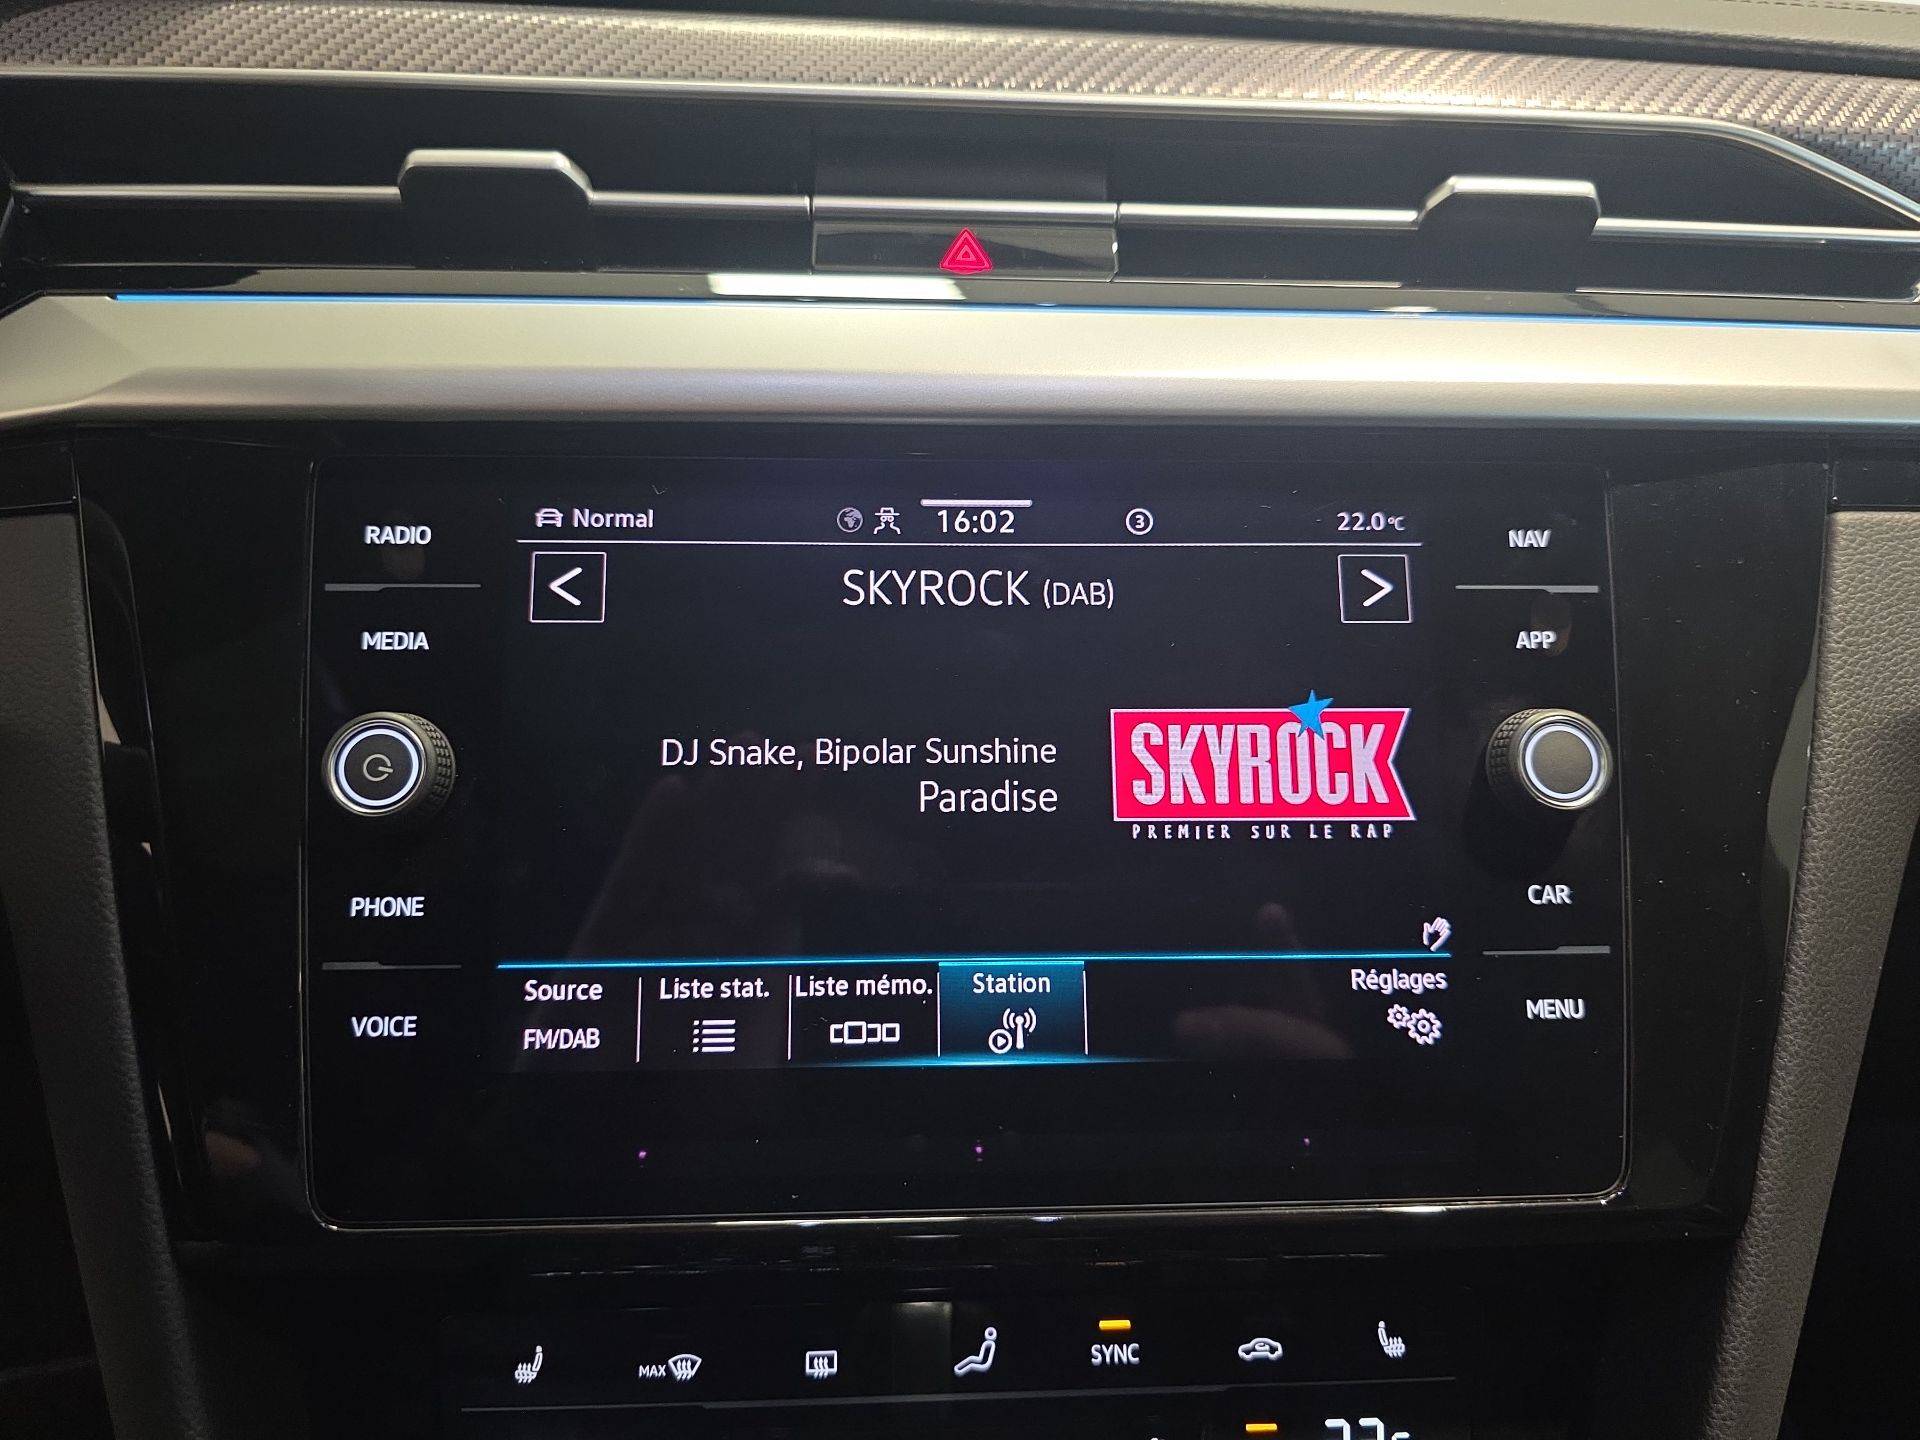 RADIO
MEDIA
PHONE
VOICE
Normal
16:02
3
22.0°C
<
SKYROCK (DAB)
>
DJ Snake, Bipolar Sunshine
Paradise
SKYROCK
PREMIER SUR LE RAP
Source
FM/DAB
Liste stat.
Liste mémo.
Station
Réglages
NAV
APP
CAR
MENU
MAX
SYNC